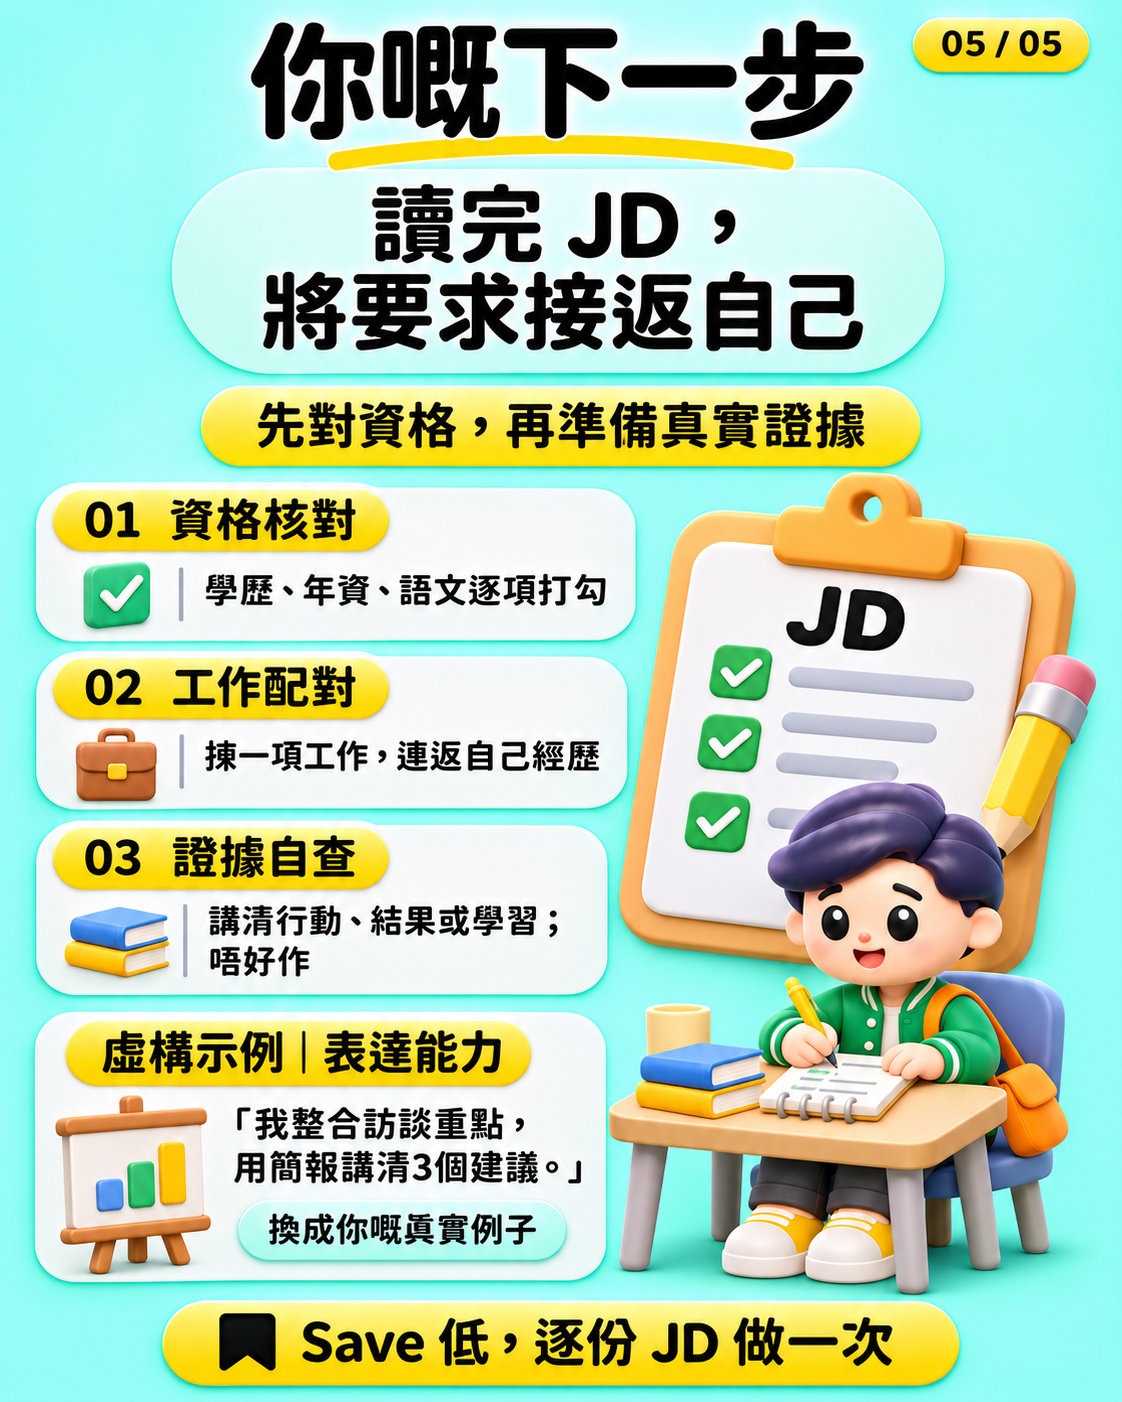 05 / 05
你嘅下一步
讀完 JD，
將要求接返自己
先對資格，再準備真實證據
01 資格核對
學歷、年資、語文逐項打勾
02 工作配對
揀一項工作，連返自己經歷
03 證據自查
講清行動、結果或學習；
唔好作
虛構示例｜表達能力
「我整合訪談重點，
用簡報講清3個建議。」
換成你嘅真實例子
JD
Save 低，逐份 JD 做一次